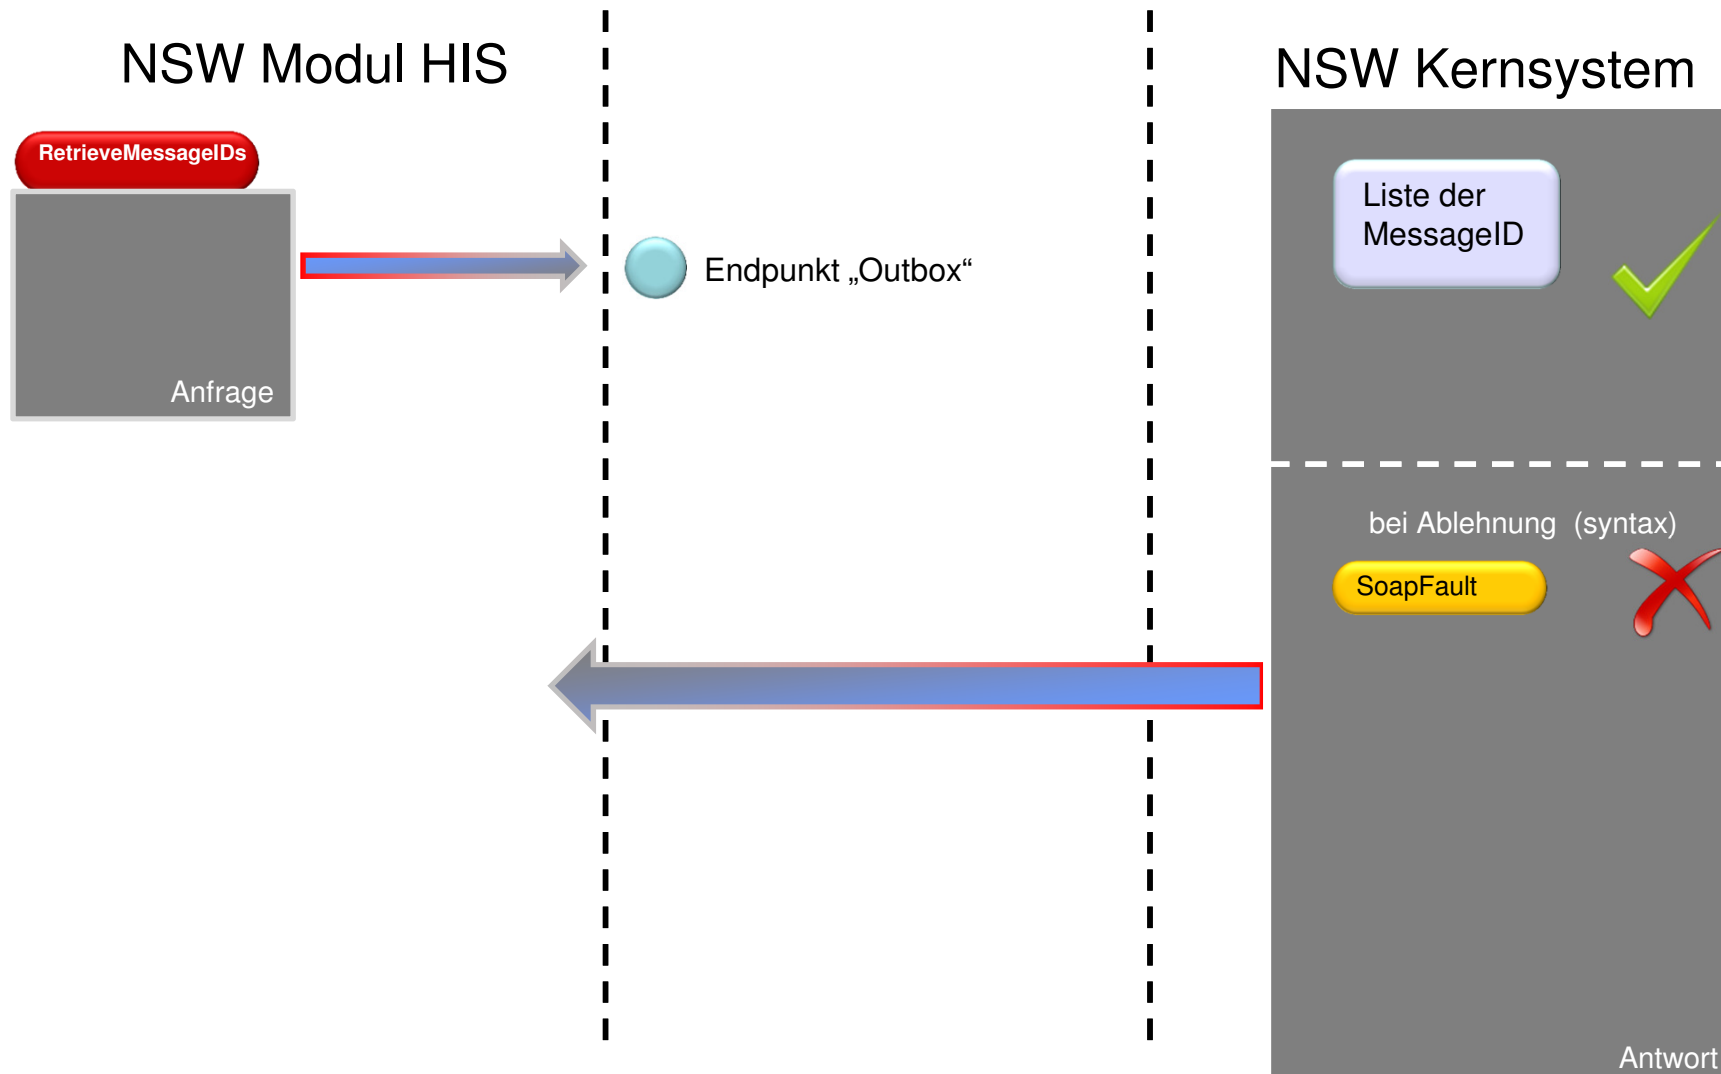 NSW Modul HIS
NSW Kernsystem
RetrieveMessageIDs
Anfrage
Endpunkt „Outbox“
Liste der
MessageID
bei Ablehnung (syntax)
SoapFault
Antwort